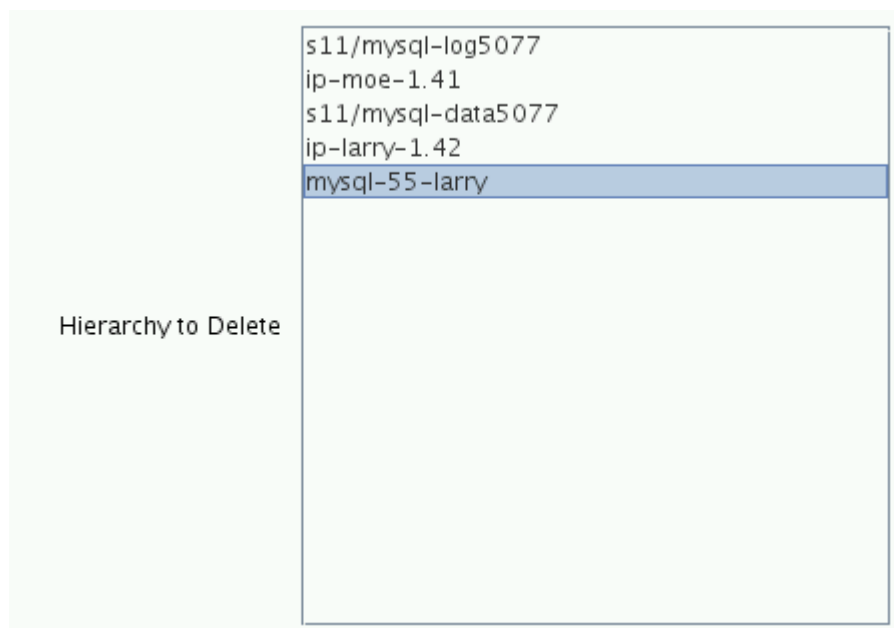 s11/mysql-log5077
ip-moe-1.41
s11/mysql-data5077
ip-larry-1.42
mysql-55-larry
Hierarchy to Delete